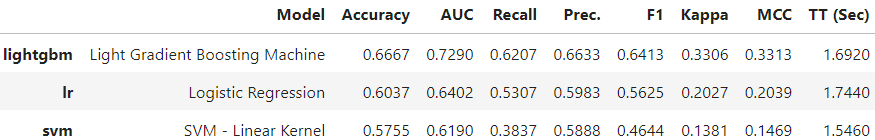 Model Accuracy AUC Recall Prec. F1 Kappa MCC TT (Sec)
lightgbm Light Gradient Boosting Machine 0.6667 0.7290 0.6207 0.6633 0.6413 0.3306 0.3313 1.6920
lr Logistic Regression 0.6037 0.6402 0.5307 0.5983 0.5625 0.2027 0.2039 1.7440
svm SVM - Linear Kernel 0.5755 0.6190 0.3837 0.5888 0.4644 0.1381 0.1469 1.5460